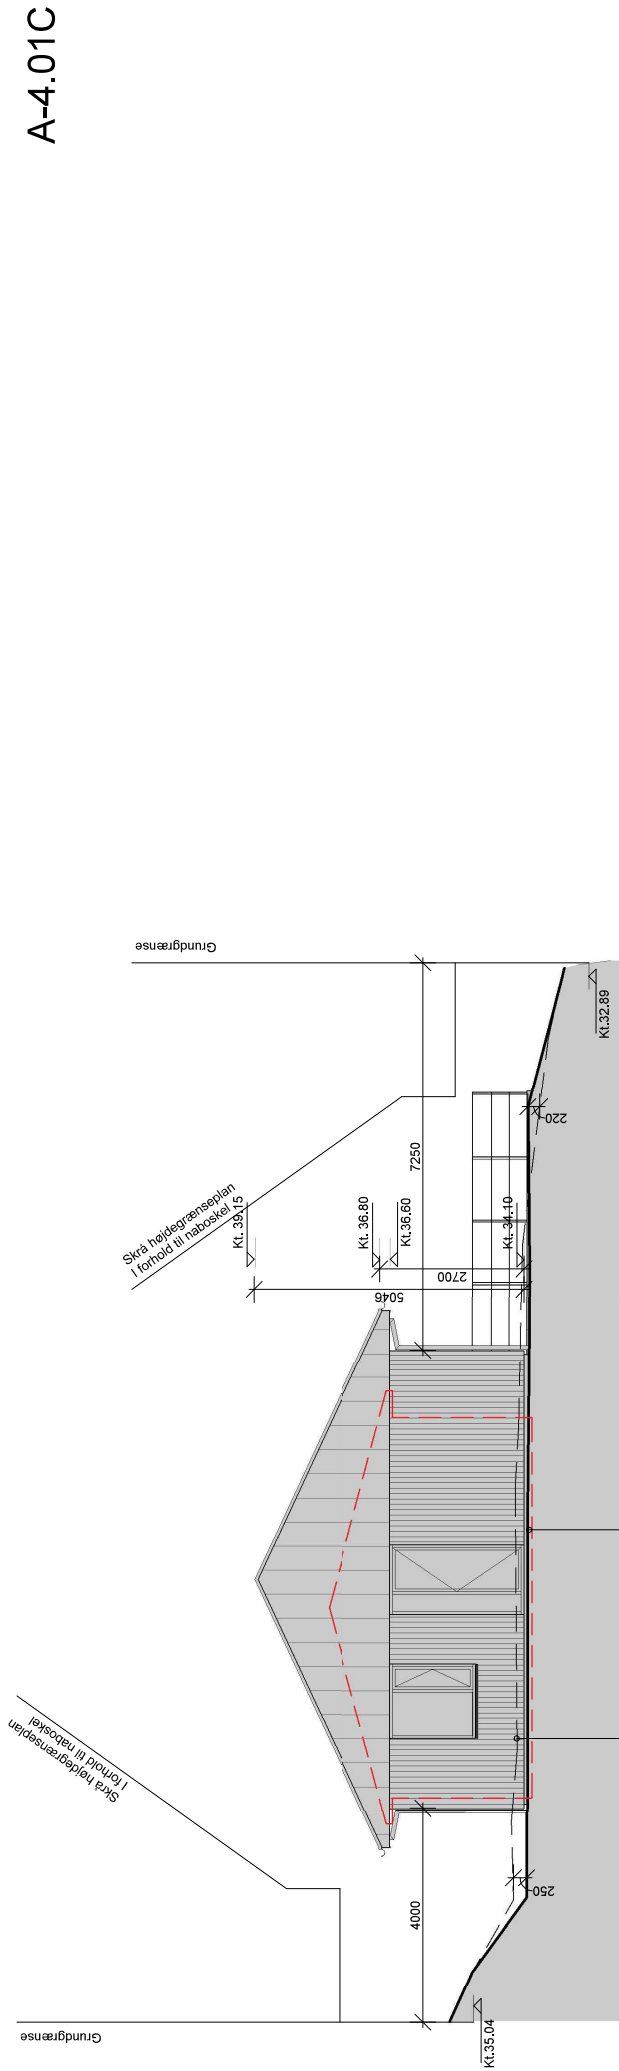 A-4.01C
Grundgrænse
Kt.32.89
220
7250
Skrå højdegrænseplan
I forhold til naboskel
Kt. 39.15
Kt. 36.80
Kt.36.60
Kt. 34.10
2700
5046
Skrå højdegrænseplan
I forhold til naboskel
250
4000
Grundgrænse
Kt.35.04